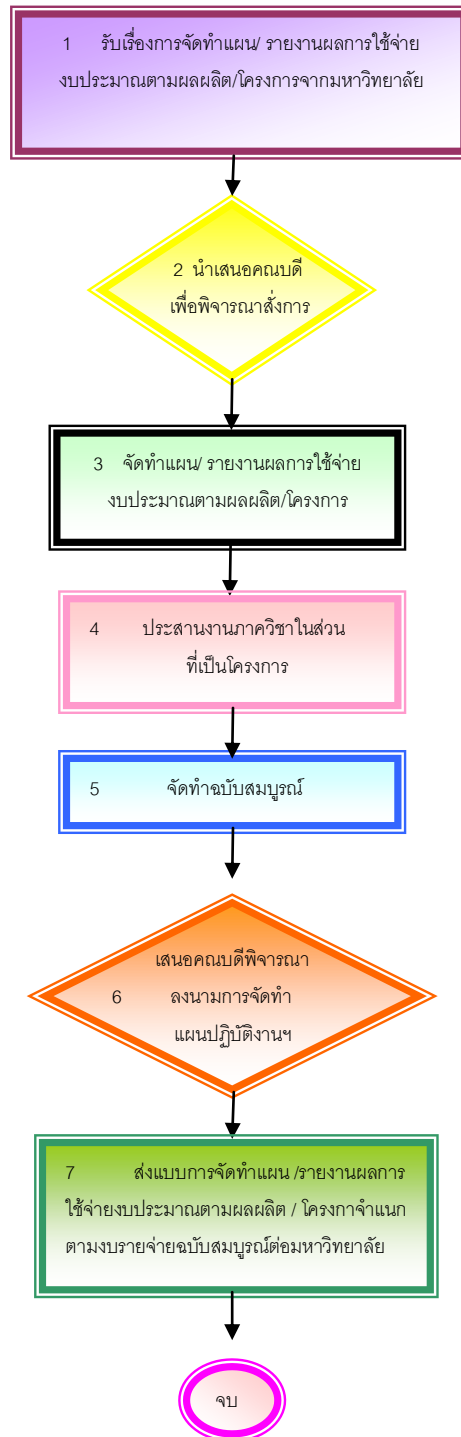 1 รับเรื่องการจัดทำแผน/ รายงานผลการใช้จ่าย
งบประมาณตามผลผลิต/โครงการจากมหาวิทยาลัย
2 นำเสนอคณบดี
เพื่อพิจารณาสั่งการ
3 จัดทำแผน/ รายงานผลการใช้จ่าย
งบประมาณตามผลผลิต/โครงการ
4 ประสานงานภาควิชาในส่วน
ที่เป็นโครงการ
5 จัดทำฉบับสมบูรณ์
เสนอคณบดีพิจารณา
6 ลงนามการจัดทำ
แผนปฏิบัติงานฯ
7 ส่งแบบการจัดทำแผน /รายงานผลการ
ใช้จ่ายงบประมาณตามผลผลิต / โครงกาจำแนก
ตามงบรายจ่ายฉบับสมบูรณ์ต่อมหาวิทยาลัย
จบ